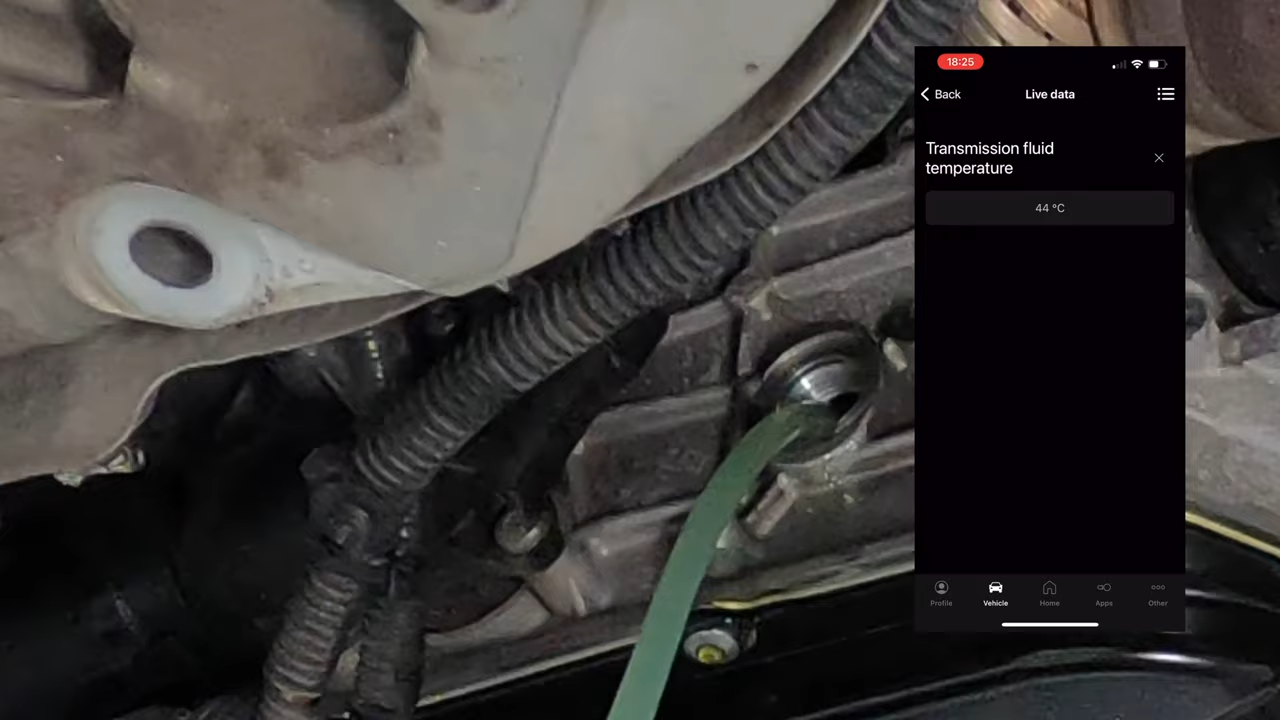 18:25
Back
Live data
Transmission fluid
temperature
44 °C
Profile
Vehicle
Home
Apps
Other